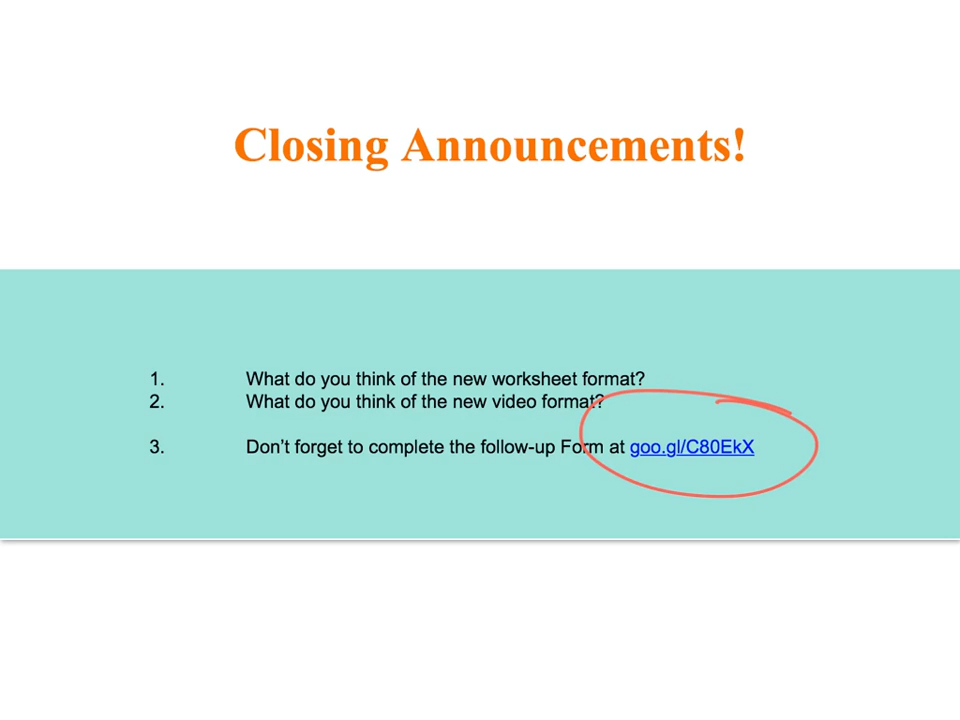 Closing Announcements!
1. What do you think of the new worksheet format?
2. What do you think of the new video format?
3. Don’t forget to complete the follow-up Form at goo.gl/C80EkX